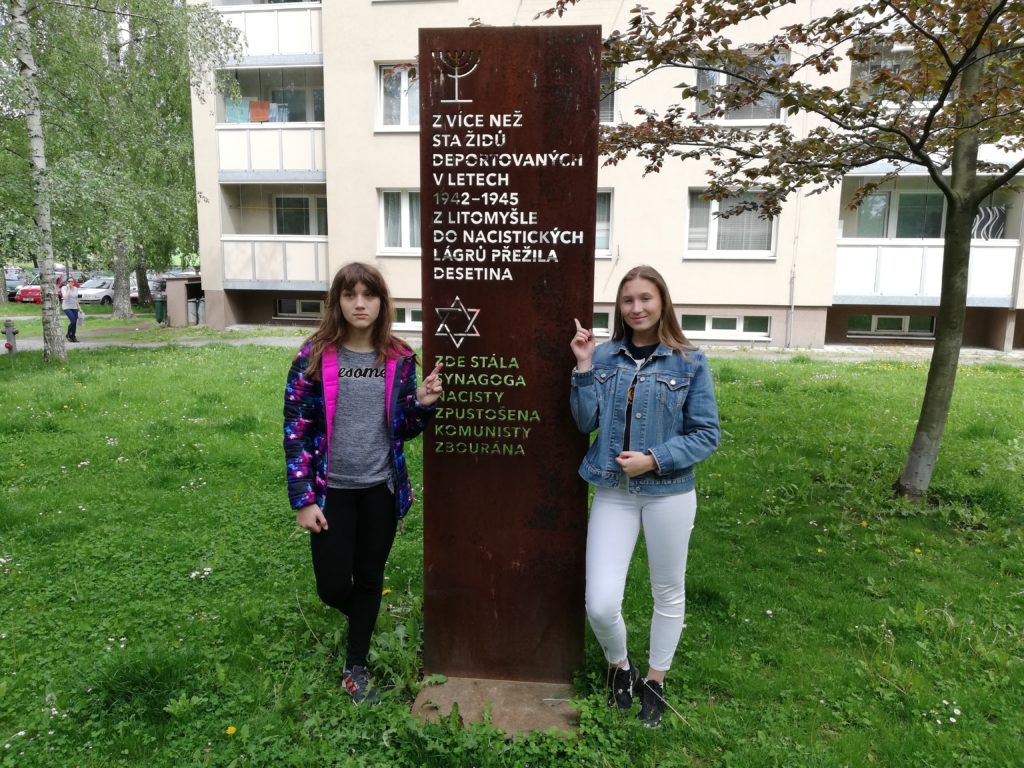 Z VÍCE NEŽ
STA ŽIDŮ
DEPORTOVANÝCH
V LETECH
1942–1945
Z LITOMYŠLE
DO NACISTICKÝCH
LÁGRŮ PŘEŽILA
DESETINA
ZDE STÁLA
SYNAGOGA
NACISTY
ZPUSTOŠENA
KOMUNISTY
ZBOURÁNA
esome